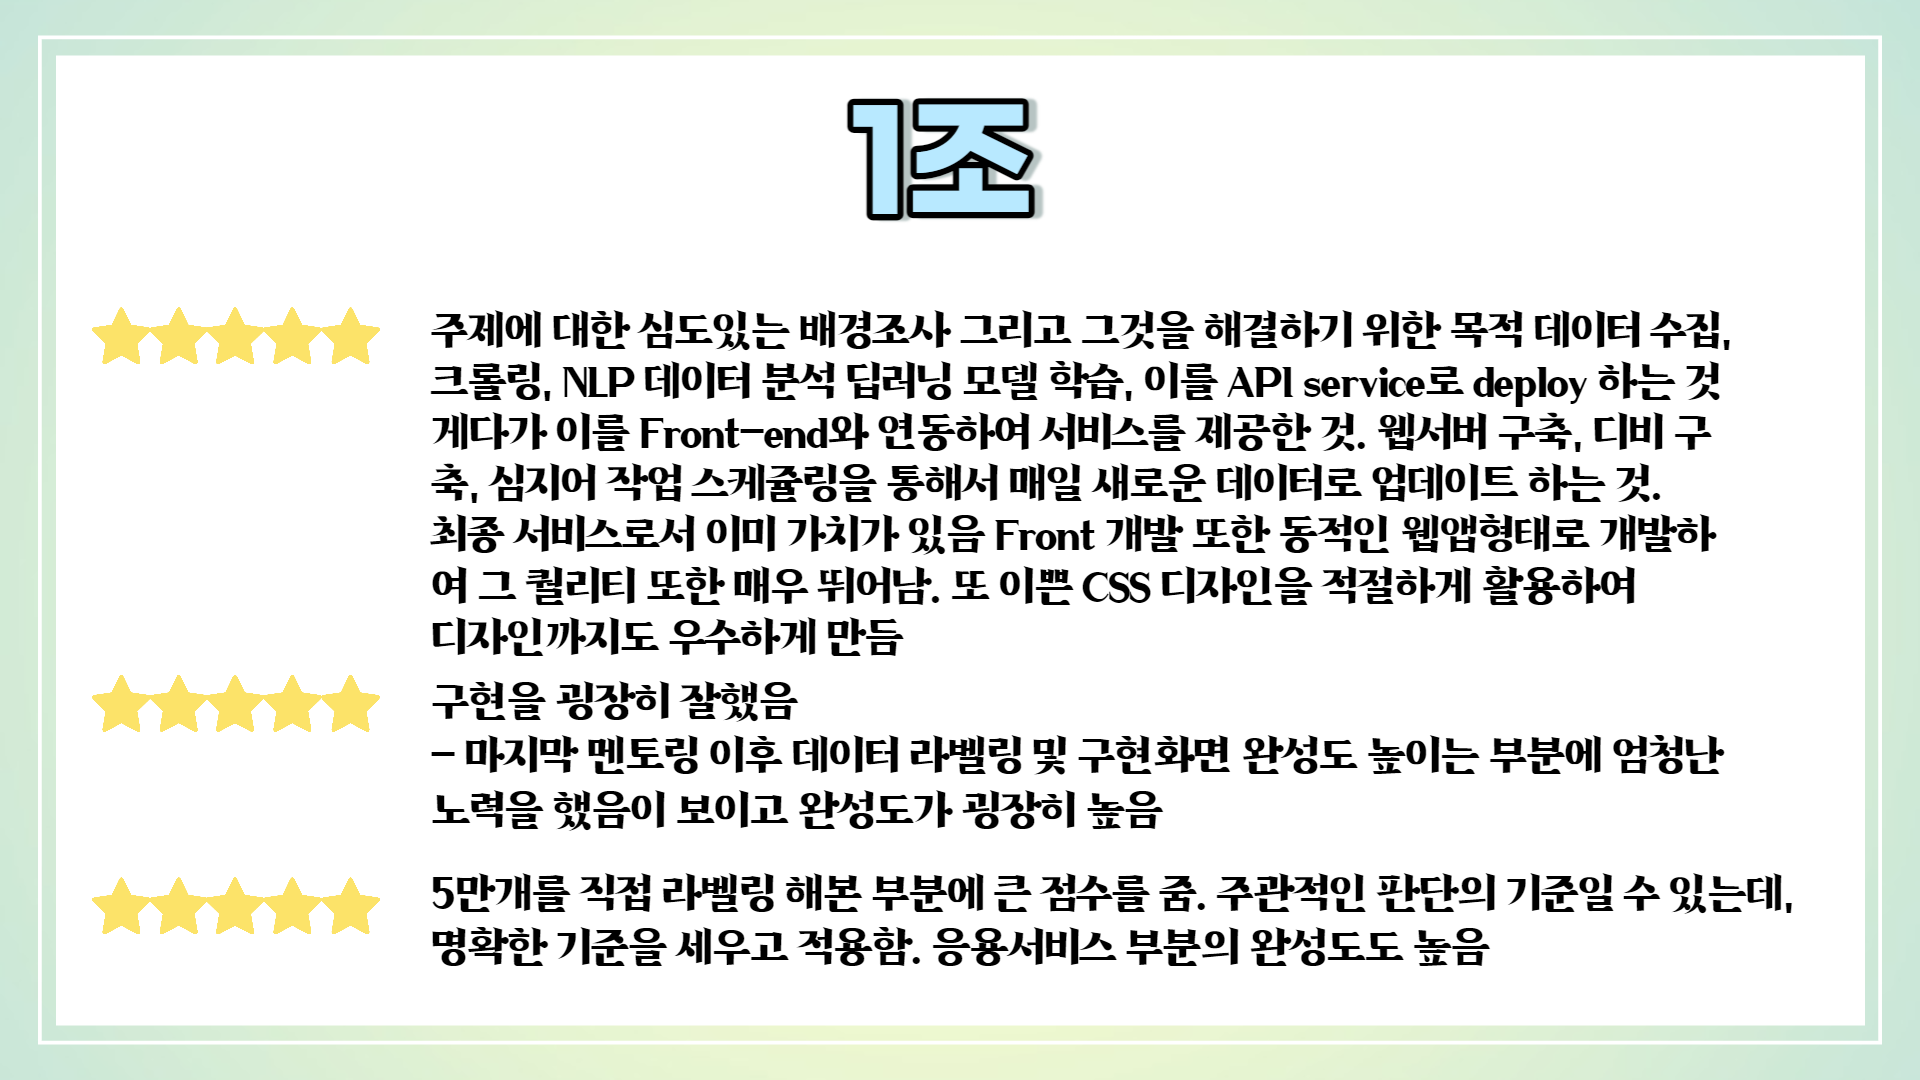 1조
주제에 대한 심도있는 배경조사 그리고 그것을 해결하기 위한 목적 데이터 수집,
크롤링, NLP 데이터 분석 딥러닝 모델 학습, 이를 API service로 deploy 하는 것
게다가 이를 Front-end와 연동하여 서비스를 제공한 것. 웹서버 구축, 디비 구
축, 심지어 작업 스케쥴링을 통해서 매일 새로운 데이터로 업데이트 하는 것.
최종 서비스로서 이미 가치가 있음 Front 개발 또한 동적인 웹앱형태로 개발하
여 그 퀄리티 또한 매우 뛰어남. 또 이쁜 CSS 디자인을 적절하게 활용하여
디자인까지도 우수하게 만듬
구현을 굉장히 잘했음
- 마지막 멘토링 이후 데이터 라벨링 및 구현화면 완성도 높이는 부분에 엄청난
노력을 했음이 보이고 완성도가 굉장히 높음
5만개를 직접 라벨링 해본 부분에 큰 점수를 줌. 주관적인 판단의 기준일 수 있는데,
명확한 기준을 세우고 적용함. 응용서비스 부분의 완성도도 높음